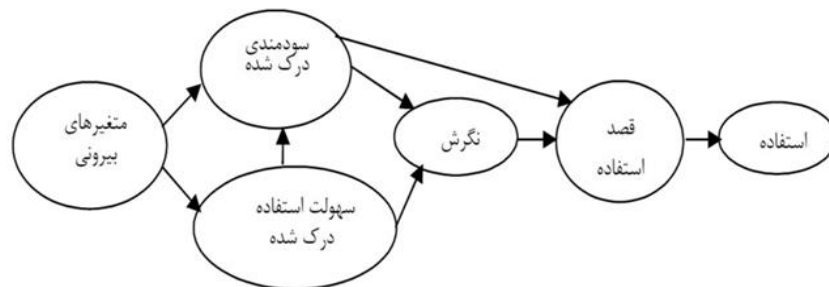 متغیرهای
بیرونی
سودمندی
درک شده
سهولت استفاده
درک شده
نگرش
قصد
استفاده
استفاده